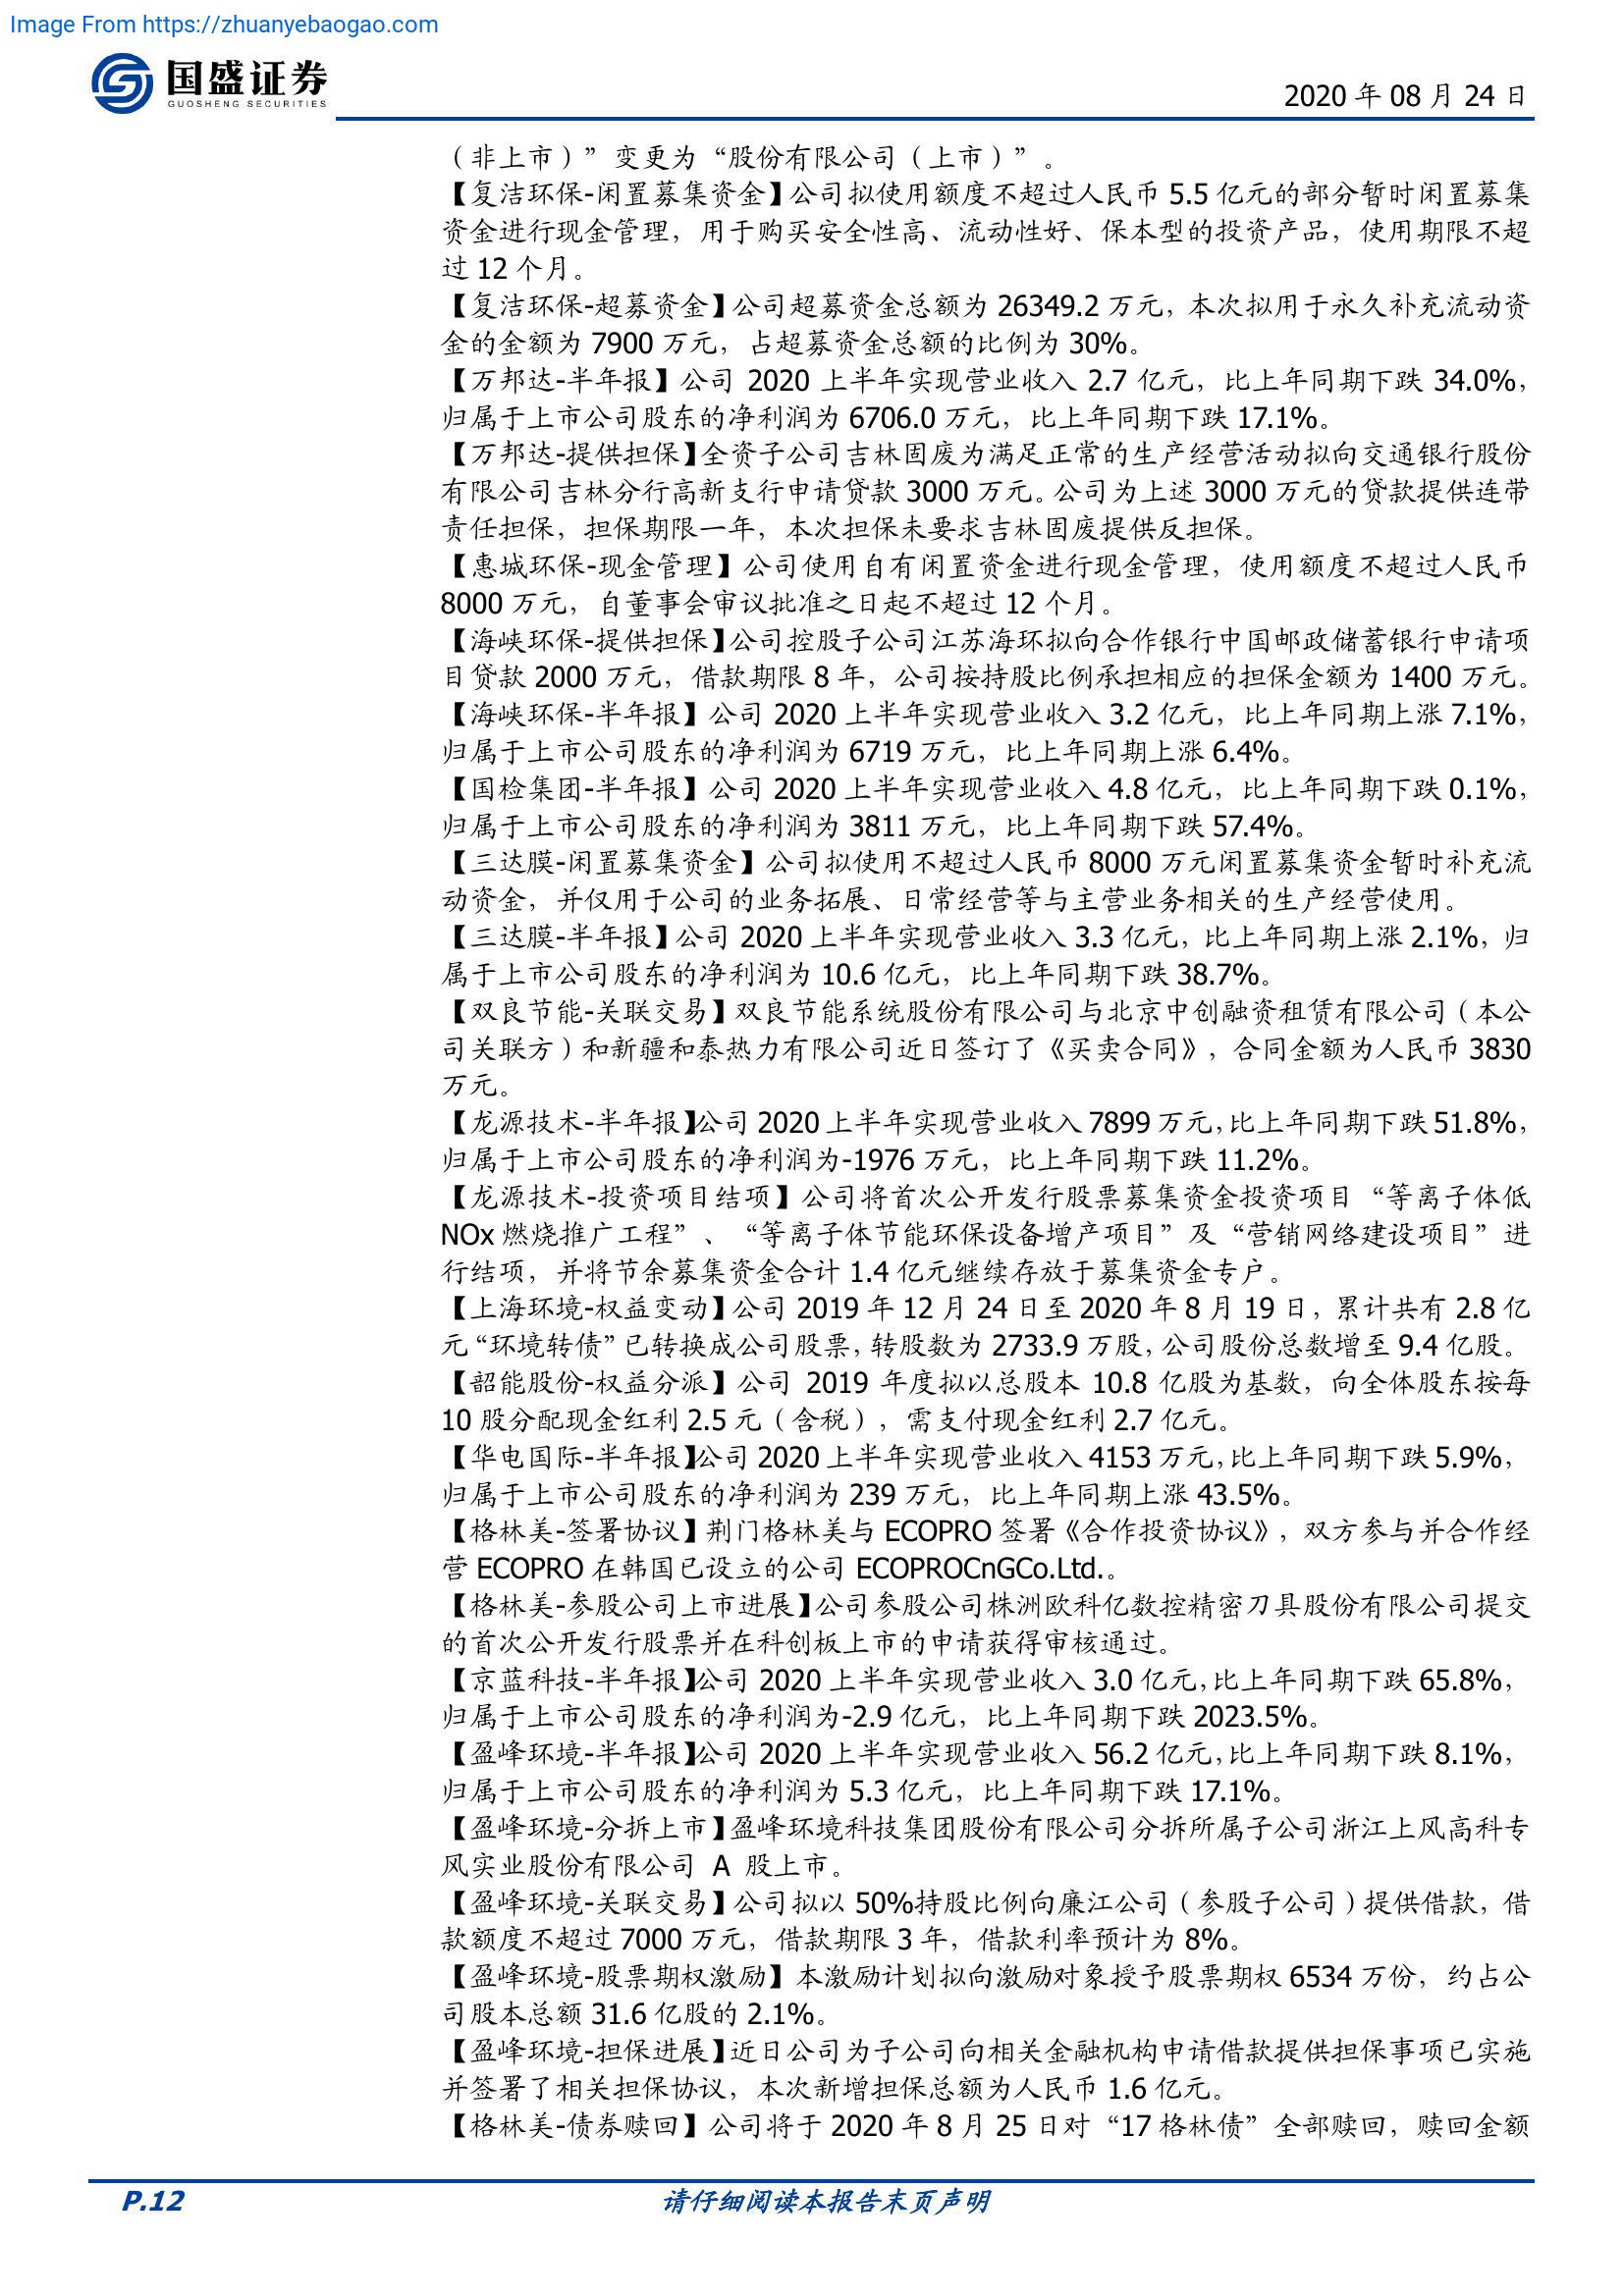 Image From https://zhuanyebaogao.com
国盛证券
GUOSHENG SECURITIES
2020 年 08 月 24 日
（非上市）”变更为“股份有限公司（上市）”。
【复洁环保-闲置募集资金】公司拟使用额度不超过人民币 5.5 亿元的部分暂时闲置募集
资金进行现金管理，用于购买安全性高、流动性好、保本型的投资产品，使用期限不超
过 12 个月。
【复洁环保-超募资金】公司超募资金总额为 26349.2 万元，本次拟用于永久补充流动资
金的金额为 7900 万元，占超募资金总额的比例为 30%。
【万邦达-半年报】公司 2020 上半年实现营业收入 2.7 亿元，比上年同期下跌 34.0%，
归属于上市公司股东的净利润为 6706.0 万元，比上年同期下跌 17.1%。
【万邦达-提供担保】全资子公司吉林固废为满足正常的生产经营活动拟向交通银行股份
有限公司吉林分行高新支行申请贷款 3000 万元。公司为上述 3000 万元的贷款提供连带
责任担保，担保期限一年，本次担保未要求吉林固废提供反担保。
【惠城环保-现金管理】公司使用自有闲置资金进行现金管理，使用额度不超过人民币
8000 万元，自董事会审议批准之日起不超过 12 个月。
【海峡环保-提供担保】公司控股子公司江苏海环拟向合作银行中国邮政储蓄银行申请项
目贷款 2000 万元，借款期限 8 年，公司按持股比例承担相应的担保金额为 1400 万元。
【海峡环保-半年报】公司 2020 上半年实现营业收入 3.2 亿元，比上年同期上涨 7.1%，
归属于上市公司股东的净利润为 6719 万元，比上年同期上涨 6.4%。
【国检集团-半年报】公司 2020 上半年实现营业收入 4.8 亿元，比上年同期下跌 0.1%，
归属于上市公司股东的净利润为 3811 万元，比上年同期下跌 57.4%。
【三达膜-闲置募集资金】公司拟使用不超过人民币 8000 万元闲置募集资金暂时补充流
动资金，并仅用于公司的业务拓展、日常经营等与主营业务相关的生产经营使用。
【三达膜-半年报】公司 2020 上半年实现营业收入 3.3 亿元，比上年同期上涨 2.1%，归
属于上市公司股东的净利润为 10.6 亿元，比上年同期下跌 38.7%。
【双良节能-关联交易】双良节能系统股份有限公司与北京中创融资租赁有限公司（本公
司关联方）和新疆和泰热力有限公司近日签订了《买卖合同》，合同金额为人民币 3830
万元。
【龙源技术-半年报】公司 2020 上半年实现营业收入 7899 万元，比上年同期下跌 51.8%，
归属于上市公司股东的净利润为-1976 万元，比上年同期下跌 11.2%。
【龙源技术-投资项目结项】公司将首次公开发行股票募集资金投资项目“等离子体低
NOx 燃烧推广工程”、“等离子体节能环保设备增产项目”及“营销网络建设项目”进
行结项，并将节余募集资金合计 1.4 亿元继续存放于募集资金专户。
【上海环境-权益变动】公司 2019 年 12 月 24 日至 2020 年 8 月 19 日，累计共有 2.8 亿
元“环境转债”已转换成公司股票，转股数为 2733.9 万股，公司股份总数增至 9.4 亿股。
【韶能股份-权益分派】公司 2019 年度拟以总股本 10.8 亿股为基数，向全体股东按每
10 股分配现金红利 2.5 元（含税），需支付现金红利 2.7 亿元。
【华电国际-半年报】公司 2020 上半年实现营业收入 4153 万元，比上年同期下跌 5.9%，
归属于上市公司股东的净利润为 239 万元，比上年同期上涨 43.5%。
【格林美-签署协议】荆门格林美与 ECOPRO 签署《合作投资协议》，双方参与并合作经
营 ECOPRO 在韩国已设立的公司 ECOPROCnGCo.Ltd.。
【格林美-参股公司上市进展】公司参股公司株洲欧科亿数控精密刀具股份有限公司提交
的首次公开发行股票并在科创板上市的申请获得审核通过。
【京蓝科技-半年报】公司 2020 上半年实现营业收入 3.0 亿元，比上年同期下跌 65.8%，
归属于上市公司股东的净利润为-2.9 亿元，比上年同期下跌 2023.5%。
【盈峰环境-半年报】公司 2020 上半年实现营业收入 56.2 亿元，比上年同期下跌 8.1%，
归属于上市公司股东的净利润为 5.3 亿元，比上年同期下跌 17.1%。
【盈峰环境-分拆上市】盈峰环境科技集团股份有限公司分拆所属子公司浙江上风高科专
风实业股份有限公司 A 股上市。
【盈峰环境-关联交易】公司拟以 50%持股比例向廉江公司（参股子公司）提供借款，借
款额度不超过 7000 万元，借款期限 3 年，借款利率预计为 8%。
【盈峰环境-股票期权激励】本激励计划拟向激励对象授予股票期权 6534 万份，约占公
司股本总额 31.6 亿股的 2.1%。
【盈峰环境-担保进展】近日公司为子公司向相关金融机构申请借款提供担保事项已实施
并签署了相关担保协议，本次新增担保总额为人民币 1.6 亿元。
【格林美-债券赎回】公司将于 2020 年 8 月 25 日对“17 格林债”全部赎回，赎回金额
P.12
请仔细阅读本报告末页声明